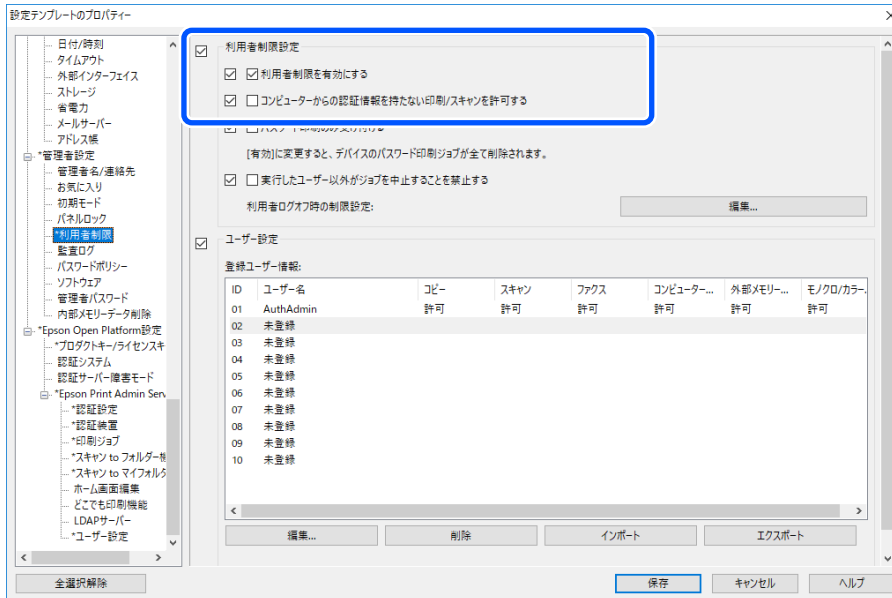 設定テンプレートのプロパティー
日付/時刻
タイムアウト
外部インターフェイス
ストレージ
省電力
メールサーバー
アドレス帳
*管理者設定
管理者名/連絡先
お気に入り
初期モード
パネルロック
*利用者制限
監査ログ
パスワードポリシー
ソフトウェア
管理者パスワード
内部メモリーデータ削除
*Epson Open Platform設定
*プロダクトキー/ライセンスキ
認証システム
認証サーバー障害モード
*Epson Print Admin Serv
*認証設定
*認証装置
*印刷ジョブ
*スキャン to フォルダー機
*スキャン to マイフォルダ
ホーム画面編集
どこでも印刷機能
LDAPサーバー
*ユーザー設定
利用者制限設定
利用者制限を有効にする
コンピューターからの認証情報を持たない印刷/スキャンを許可する
パスワード印刷のみ受け付ける
[有効]に変更すると、デバイスのパスワード印刷ジョブが全て削除されます。
実行したユーザー以外がジョブを中止することを禁止する
利用者ログオフ時の制限設定: 編集...
ユーザー設定
登録ユーザー情報:
ID ユーザー名 コピー スキャン ファクス コンピューター... 外部メモリー... モノクロ/カラー.
01 AuthAdmin 許可 許可 許可 許可 許可 許可
02 未登録
03 未登録
04 未登録
05 未登録
06 未登録
07 未登録
08 未登録
09 未登録
10 未登録
編集... 削除 インポート エクスポート
全選択解除 保存 キャンセル ヘルプ